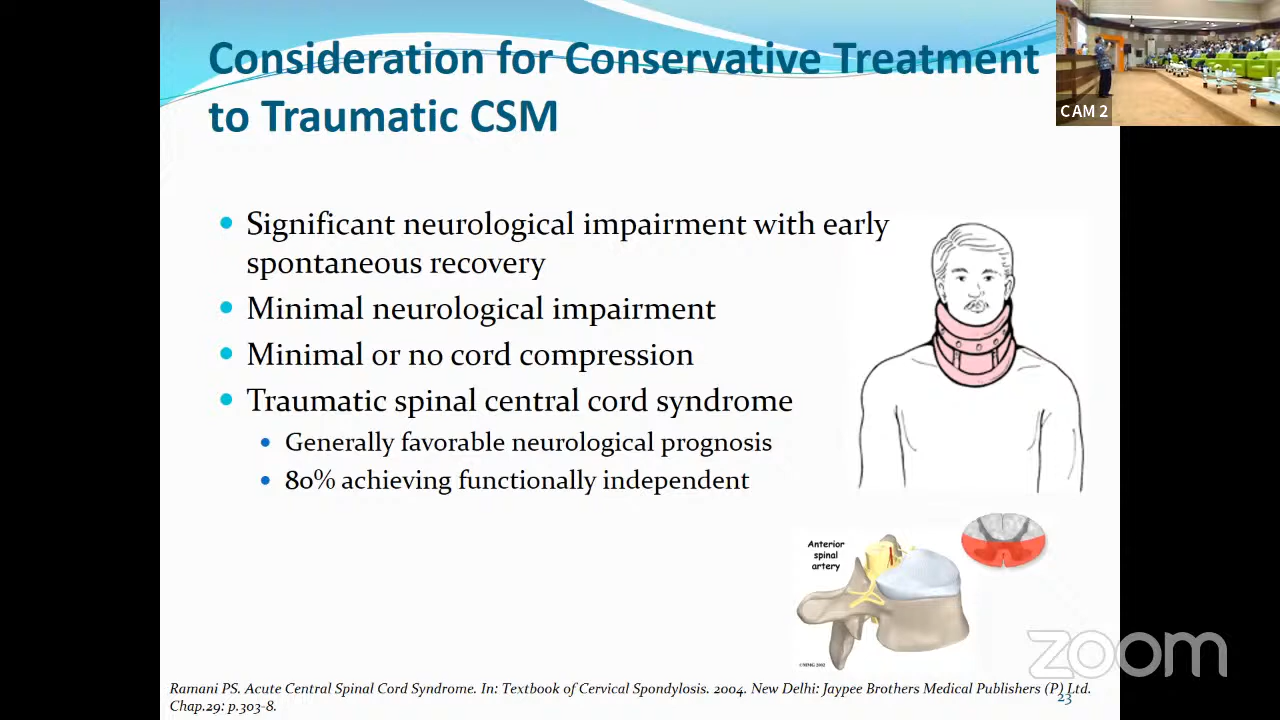 Consideration for Conservative Treatment
to Traumatic CSM
CAM 2
Significant neurological impairment with early
spontaneous recovery
Minimal neurological impairment
Minimal or no cord compression
Traumatic spinal central cord syndrome
Generally favorable neurological prognosis
80% achieving functionally independent
Anterior
spinal
artery
©MMG 2002
zoom
Ramani PS. Acute Central Spinal Cord Syndrome. In: Textbook of Cervical Spondylosis. 2004. New Delhi: Jaypee Brothers Medical Publishers (P) Ltd.
Chap.29: p.303-8.
23